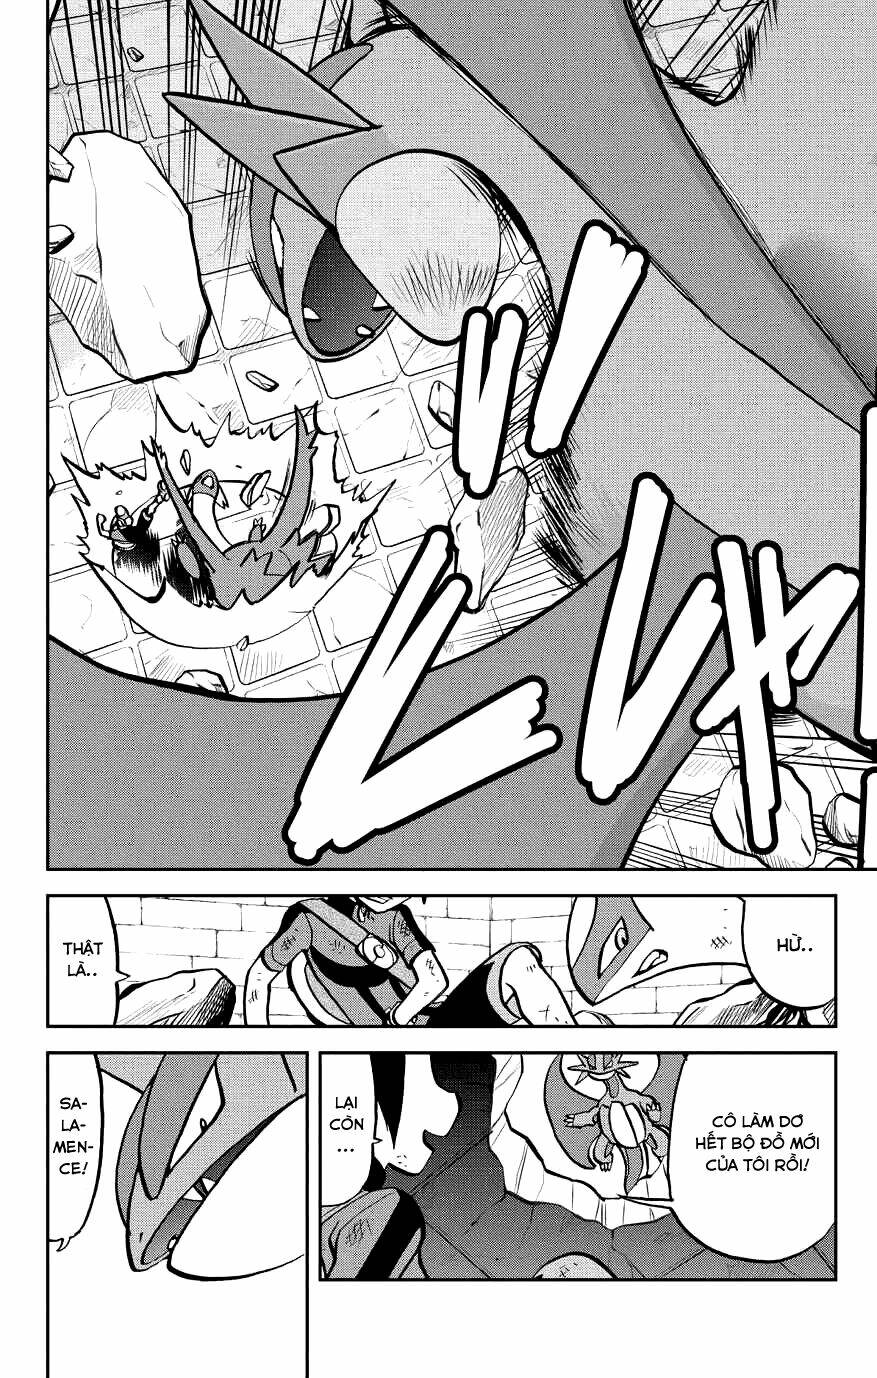 HỪ..
THẬT
LÀ..
CÔ LÀM DƠ
HẾT BỘ ĐỒ MỚI
CỦA TÔI RỒI!
LẠI
CÒN
...
SA-
LA-
MEN-
CE!